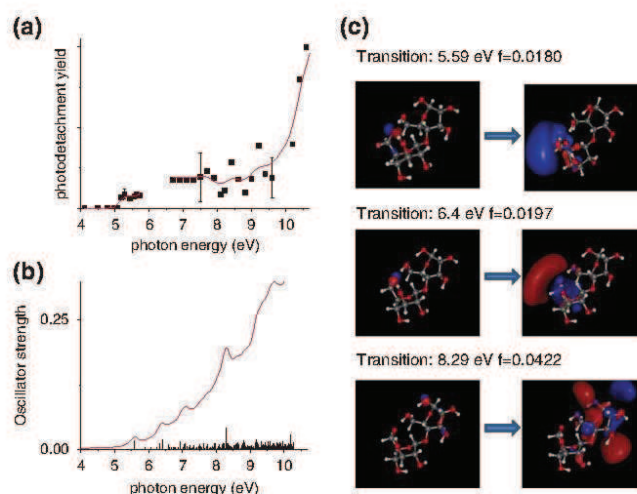 (a)
photodetachment yield
4 5 6 7 8 9 10
photon energy (eV)
(b)
Oscillator strength
0.25
0.00
4 5 6 7 8 9 10
photon energy (eV)
(c)
Transition: 5.59 eV f=0.0180
Transition: 6.4 eV f=0.0197
Transition: 8.29 eV f=0.0422